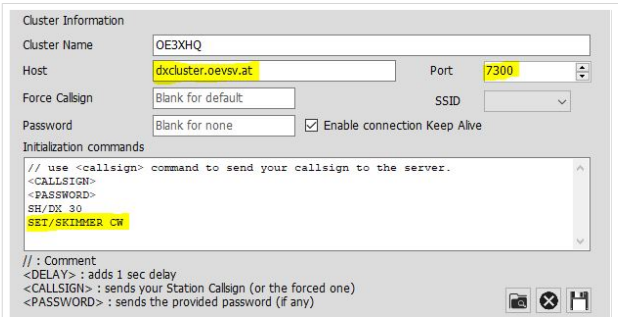 Cluster Information
Cluster Name OE3XHQ
Host dxcluster.oevsv.at Port 7300
Force Callsign Blank for default SSID
Password Blank for none Enable connection Keep Alive
Initialization commands
// use <callsign> command to send your callsign to the server.
<CALLSIGN>
<PASSWORD>
SH/DX 30
SET/SKIMMER CW
// : Comment
<DELAY> : adds 1 sec delay
<CALLSIGN> : sends your Station Callsign (or the forced one)
<PASSWORD> : sends the provided password (if any)